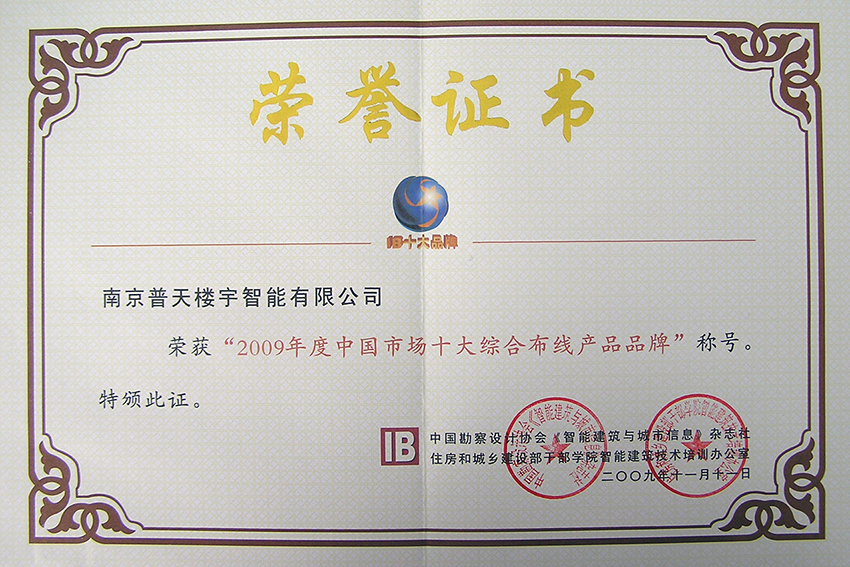 荣誉证书
IB十大品牌
南京普天楼宇智能有限公司
荣获“2009年度中国市场十大综合布线产品品牌”称号。
特颁此证。
IB
中国勘察设计协会《智能建筑与城市信息》杂志社
住房和城乡建设部干部学院智能建筑技术培训办公室
二〇〇九年十一月十一日